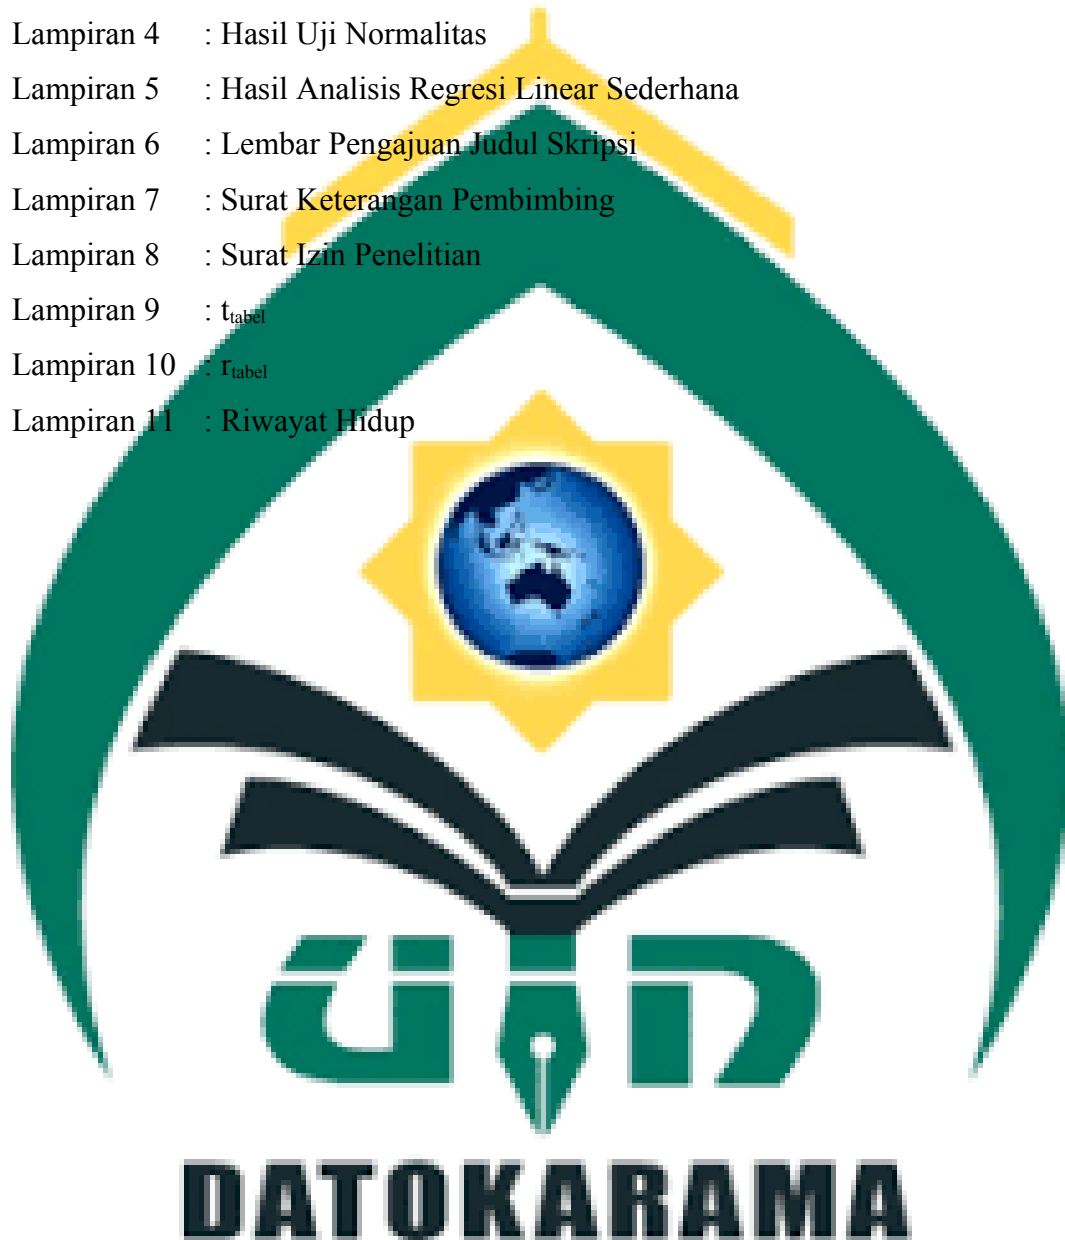 Lampiran 4 : Hasil Uji Normalitas
Lampiran 5 : Hasil Analisis Regresi Linear Sederhana
Lampiran 6 : Lembar Pengajuan Judul Skripsi
Lampiran 7 : Surat Keterangan Pembimbing
Lampiran 8 : Surat Izin Penelitian
Lampiran 9 : ttabel
Lampiran 10 : rtabel
Lampiran 11 : Riwayat Hidup
UIN
DATOKARAMA